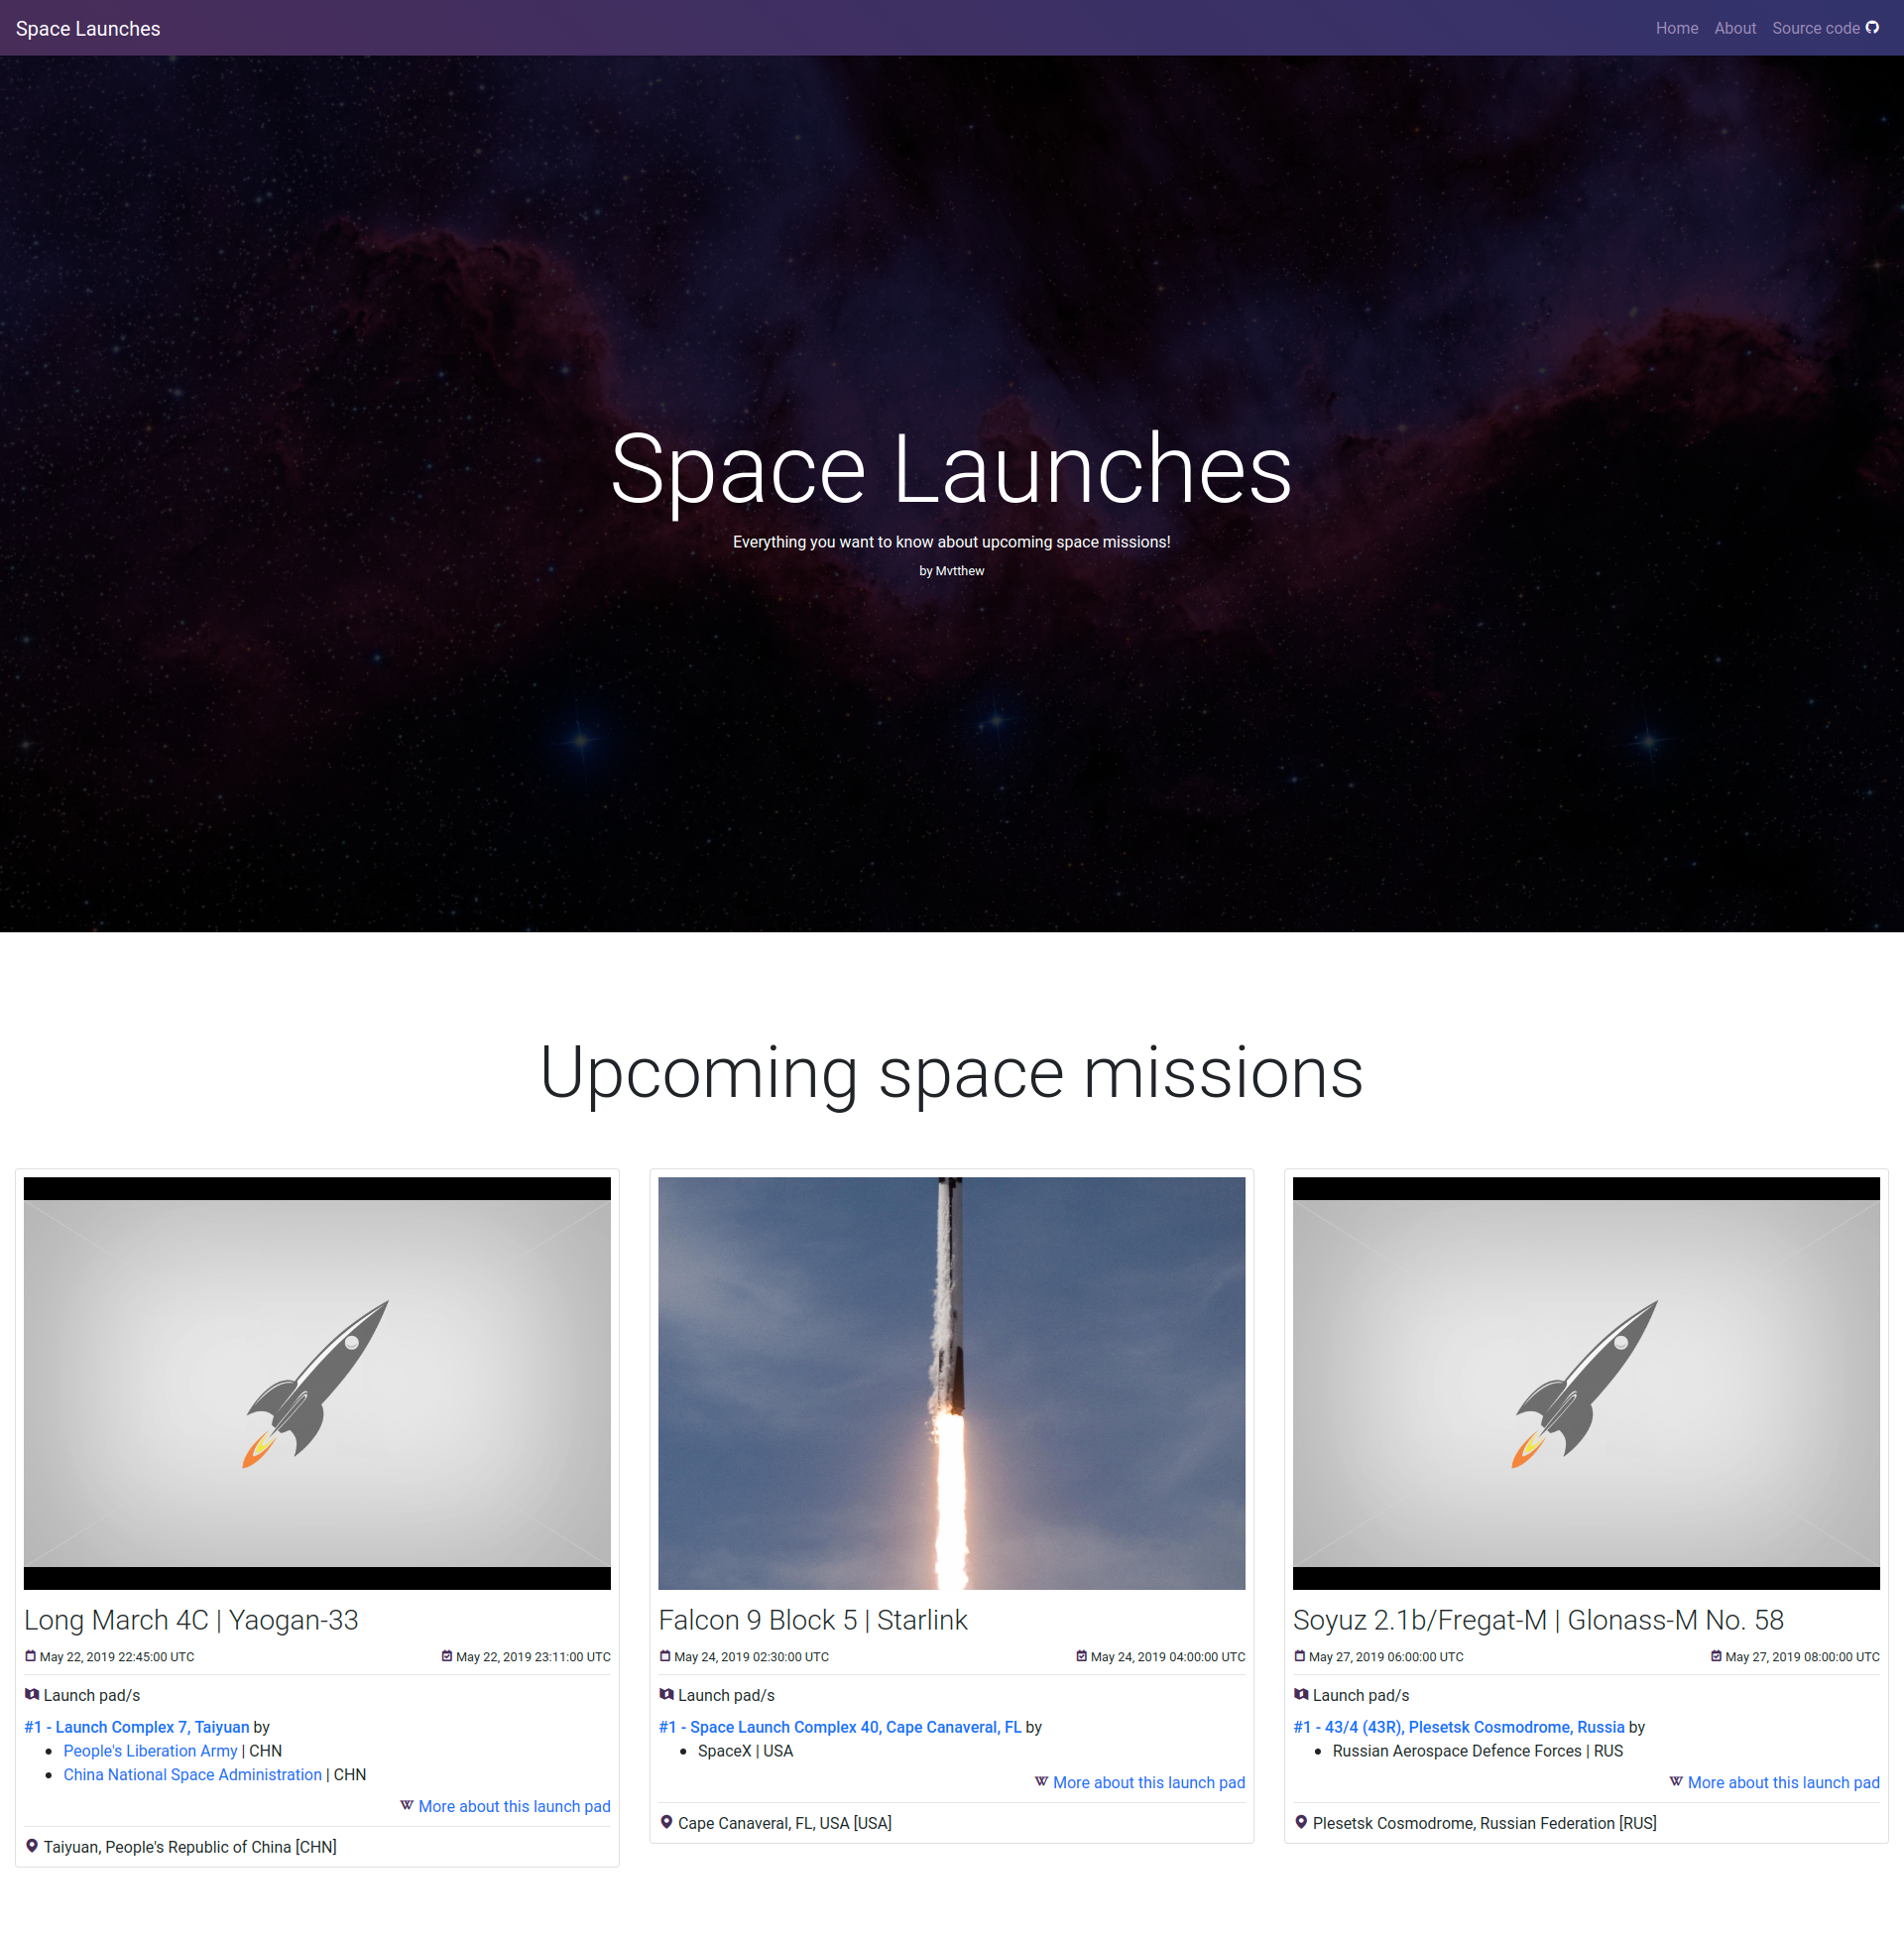 Space Launches
Home About Source code
Space Launches
Everything you want to know about upcoming space missions!
by Mvtthew
Upcoming space missions
Long March 4C | Yaogan-33
May 22, 2019 22:45:00 UTC May 22, 2019 23:11:00 UTC
Launch pad/s
#1 - Launch Complex 7, Taiyuan by
People's Liberation Army | CHN
China National Space Administration | CHN
More about this launch pad
Taiyuan, People's Republic of China [CHN]
Falcon 9 Block 5 | Starlink
May 24, 2019 02:30:00 UTC May 24, 2019 04:00:00 UTC
Launch pad/s
#1 - Space Launch Complex 40, Cape Canaveral, FL by
SpaceX | USA
More about this launch pad
Cape Canaveral, FL, USA [USA]
Soyuz 2.1b/Fregat-M | Glonass-M No. 58
May 27, 2019 06:00:00 UTC May 27, 2019 08:00:00 UTC
Launch pad/s
#1 - 43/4 (43R), Plesetsk Cosmodrome, Russia by
Russian Aerospace Defence Forces | RUS
More about this launch pad
Plesetsk Cosmodrome, Russian Federation [RUS]